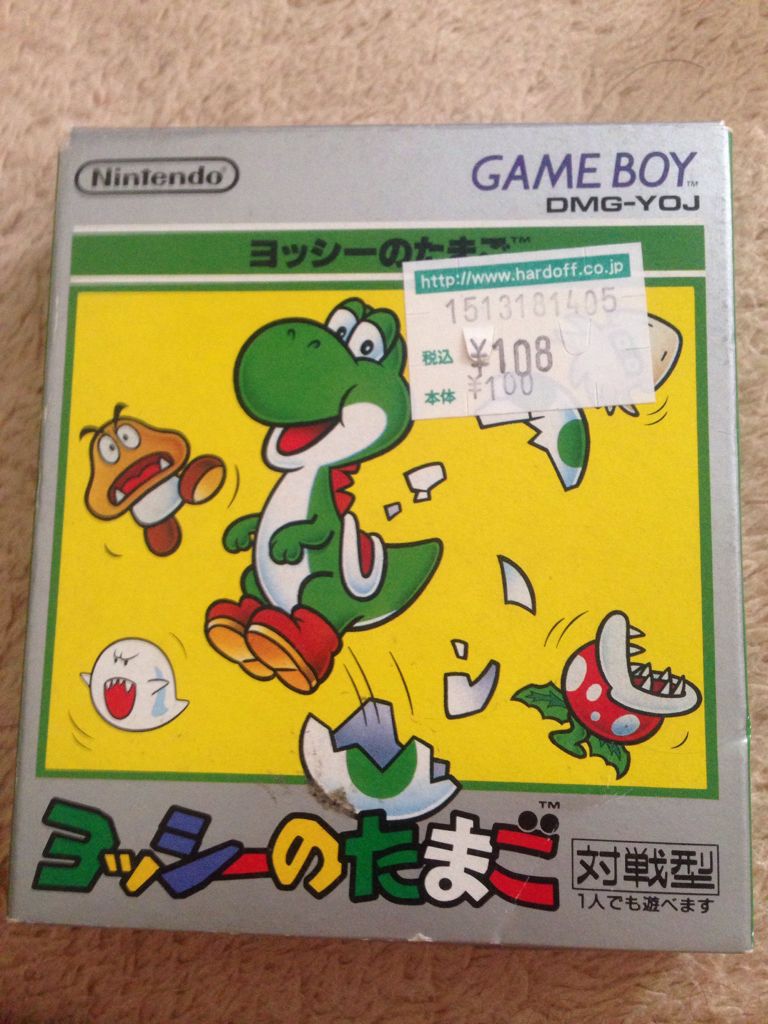 Nintendo®
GAME BOY™
DMG-YOJ
ヨッシーのたまご™
http://www.hardoff.co.jp
1513181405
税込 ¥108
本体 ¥100
ヨッシーのたまご™
対戦型
1人でも遊べます